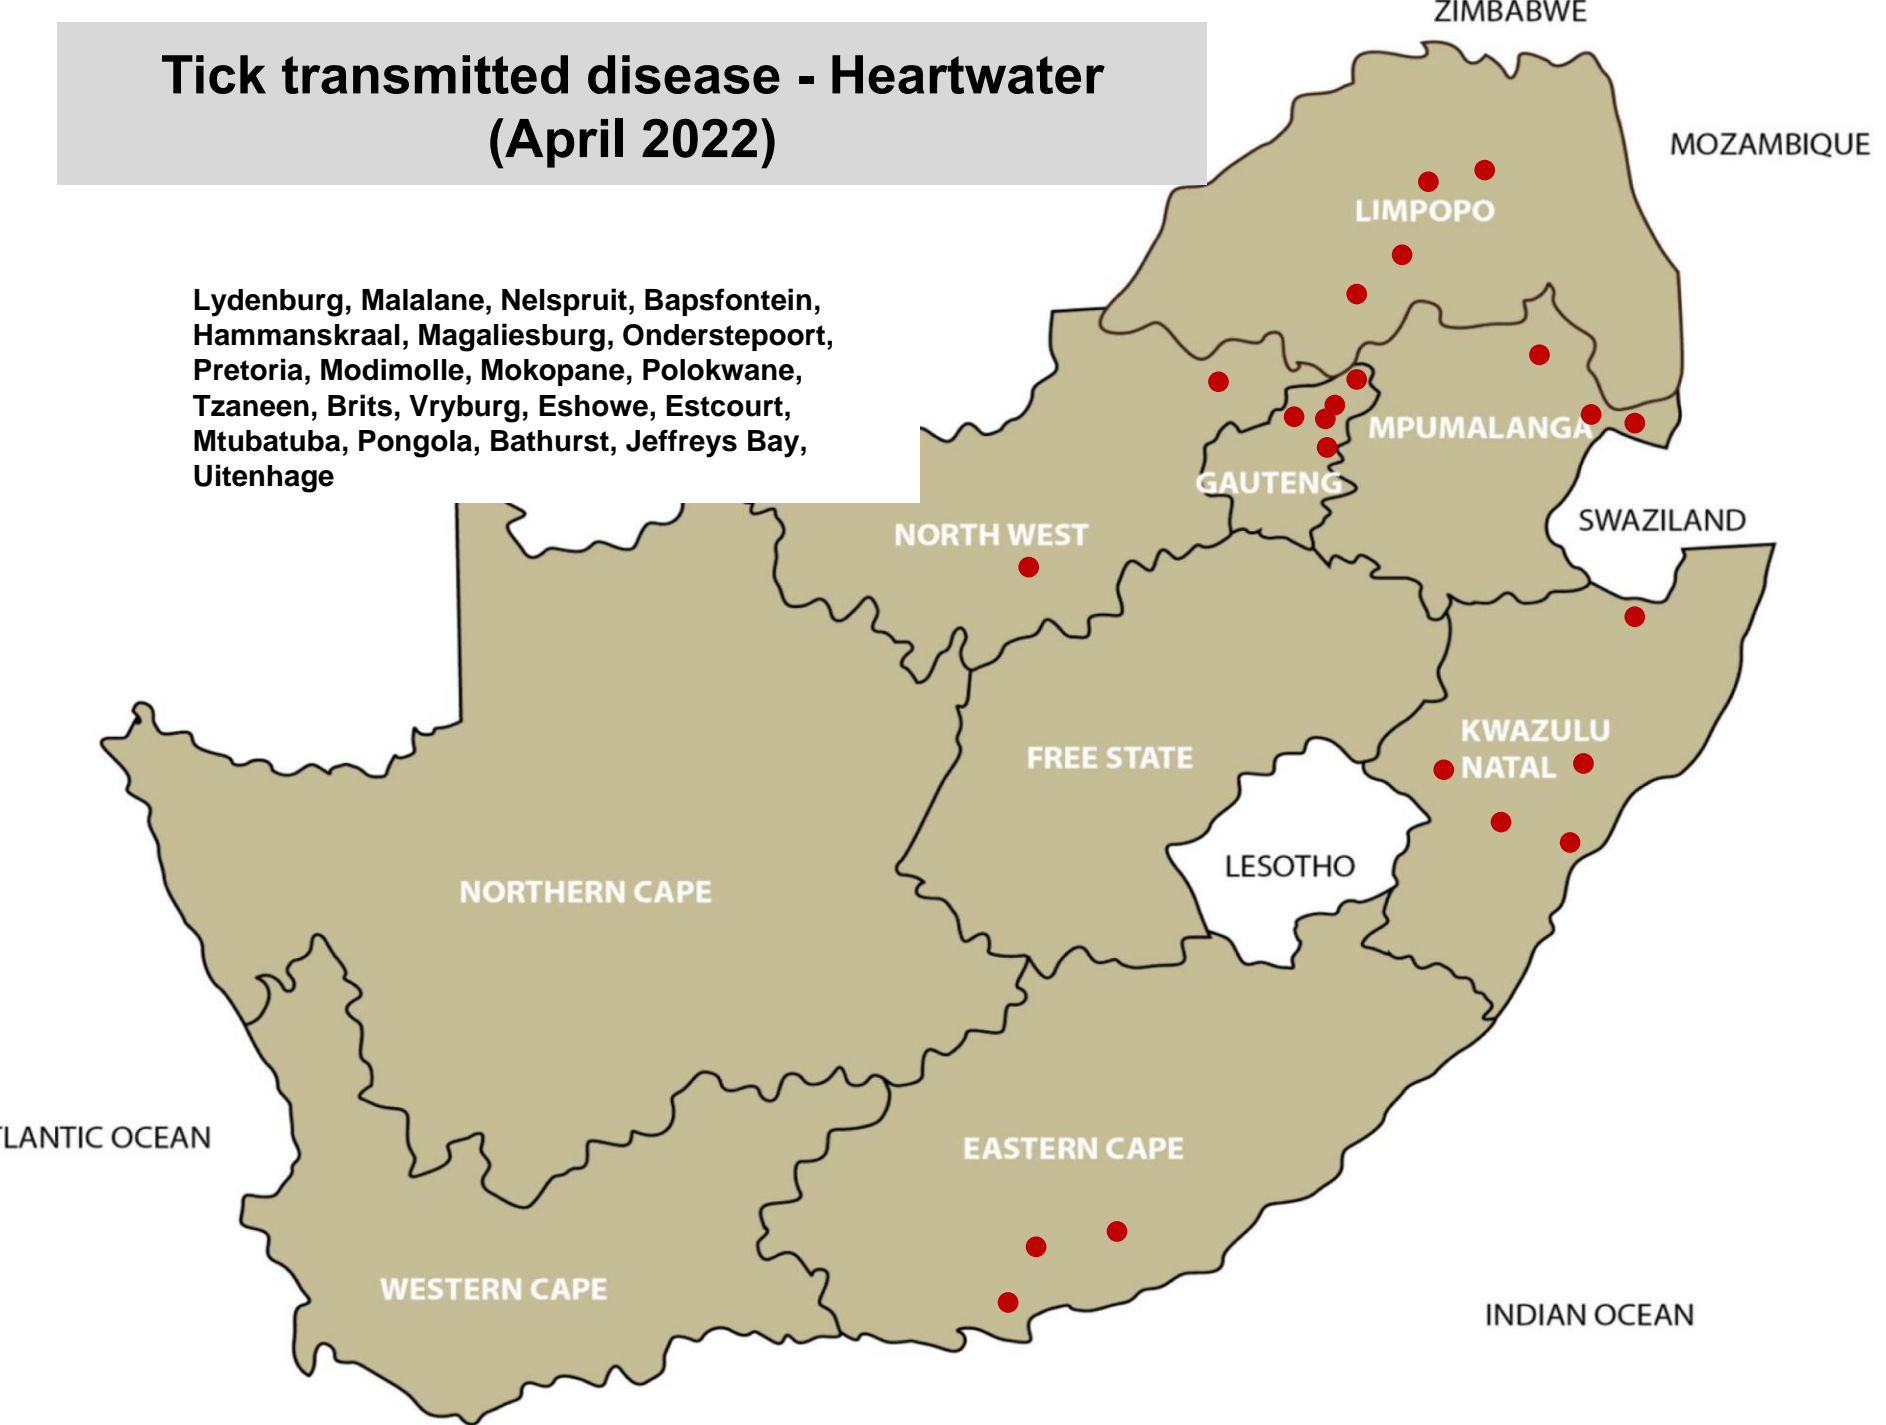 ZIMBABWE
Tick transmitted disease - Heartwater
(April 2022)
MOZAMBIQUE
LIMPOPO
Lydenburg, Malalane, Nelspruit, Bapsfontein,
Hammanskraal, Magaliesburg, Onderstepoort,
Pretoria, Modimolle, Mokopane, Polokwane,
Tzaneen, Brits, Vryburg, Eshowe, Estcourt,
Mtubatuba, Pongola, Bathurst, Jeffreys Bay,
Uitenhage
MPUMALANGA
GAUTENG
SWAZILAND
NORTH WEST
KWAZULU
NATAL
FREE STATE
LESOTHO
NORTHERN CAPE
TLANTIC OCEAN
EASTERN CAPE
WESTERN CAPE
INDIAN OCEAN